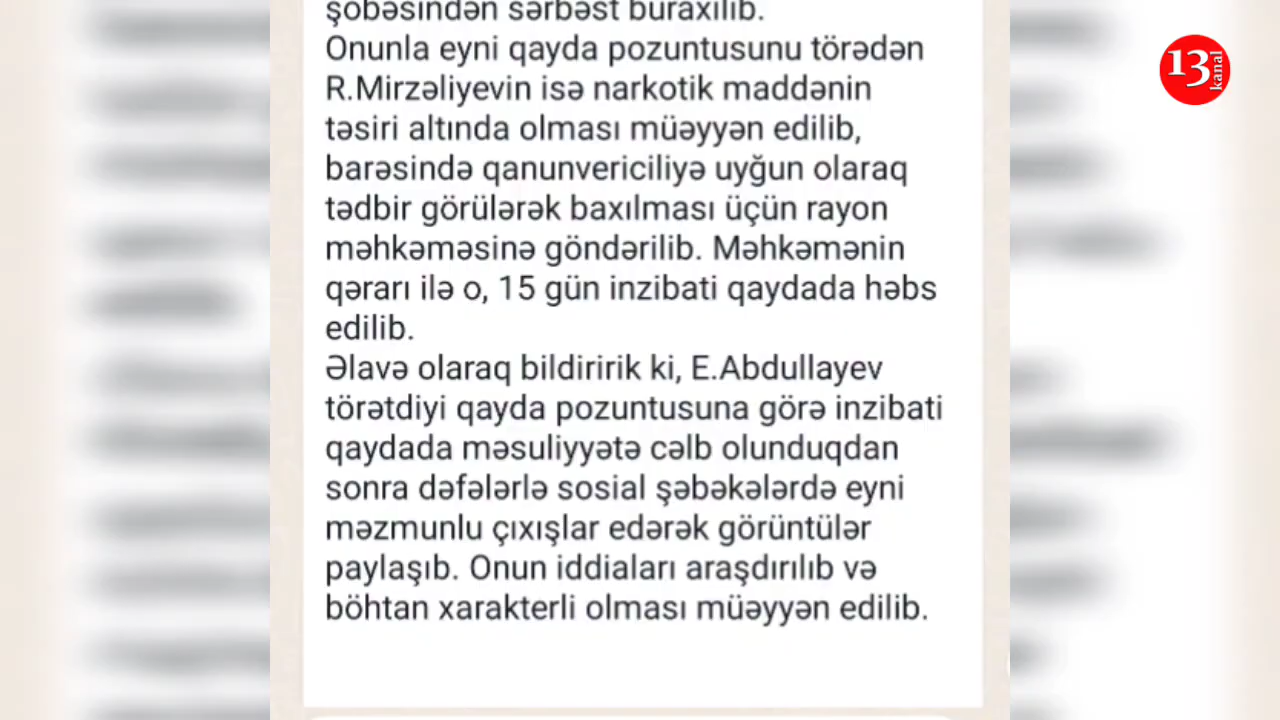 şöbəsindən sərbəst buraxılıb.
Onunla eyni qayda pozuntusunu törədən
R.Mirzəliyevin isə narkotik maddənin
təsiri altında olması müəyyən edilib,
barəsində qanunvericiliyə uyğun olaraq
tədbir görülərək baxılması üçün rayon
məhkəməsinə göndərilib. Məhkəmənin
qərarı ilə o, 15 gün inzibati qaydada həbs
edilib.
Əlavə olaraq bildiririk ki, E.Abdullayev
törətdiyi qayda pozuntusuna görə inzibati
qaydada məsuliyyətə cəlb olunduqdan
sonra dəfələrlə sosial şəbəkələrdə eyni
məzmunlu çıxışlar edərək görüntülər
paylaşıb. Onun iddiaları araşdırılıb və
böhtan xarakterli olması müəyyən edilib.
13 kanal